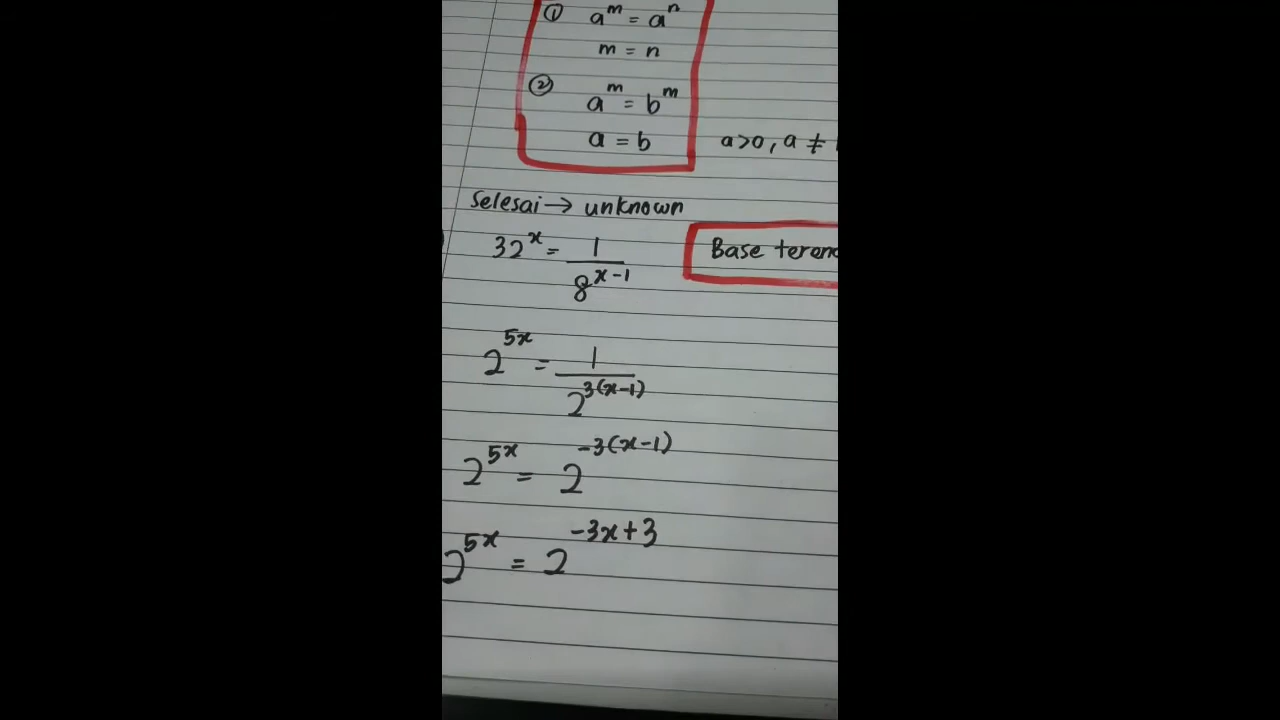 ① a^m = a^n
m = n
② a^m = b^m
a = b
a>0, a ≠
Selesai → unknown
32^x = 1/8^(x-1)
Base
2^(5x) = 1/2^(3(x-1))
2^(5x) = 2^(-3(x-1))
2^(5x) = 2^(-3x+3)